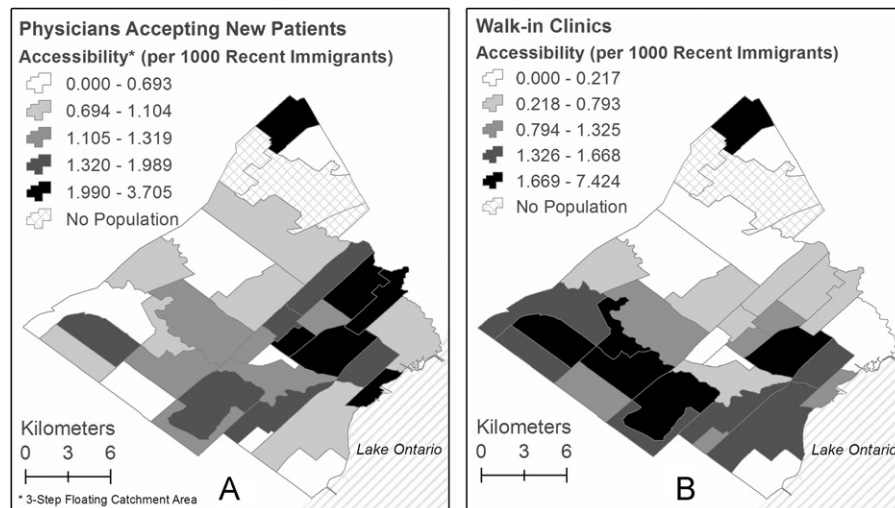 Physicians Accepting New Patients
Accessibility* (per 1000 Recent Immigrants)
0.000 - 0.693
0.694 - 1.104
1.105 - 1.319
1.320 - 1.989
1.990 - 3.705
No Population
Kilometers
0 3 6
Lake Ontario
* 3-Step Floating Catchment Area
A
Walk-in Clinics
Accessibility (per 1000 Recent Immigrants)
0.000 - 0.217
0.218 - 0.793
0.794 - 1.325
1.326 - 1.668
1.669 - 7.424
No Population
Kilometers
0 3 6
Lake Ontario
B